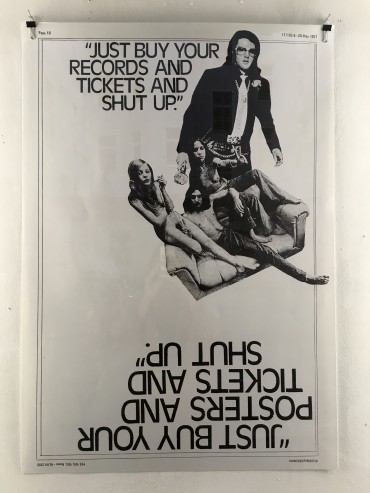 "JUST BUY YOUR
RECORDS AND
TICKETS AND
SHUT UP."
"JUST BUY YOUR
POSTERS AND
TICKETS AND
SHUT UP."